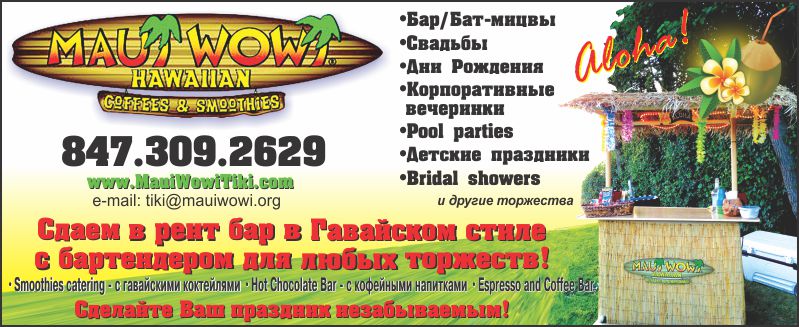 MAUI WOWI
HAWAIIAN
COFFEES & SMOOTHIES
847.309.2629
www.MauiWowiTiki.com
e-mail: tiki@mauiwowi.org
•Бар/Бат-мицвы
•Свадьбы
•Дни Рождения
•Корпоративные
вечеринки
•Pool parties
•Детские праздники
•Bridal showers
и другие торжества
Aloha!
MAUI WOWI
HAWAIIAN
Сдаем в рент бар в Гавайском стиле
с бартендером для любых торжеств!
• Smoothies catering - с гавайскими коктейлями • Hot Chocolate Bar - с кофейными напитками • Espresso and Coffee Bar.
Сделайте Ваш праздник незабываемым!